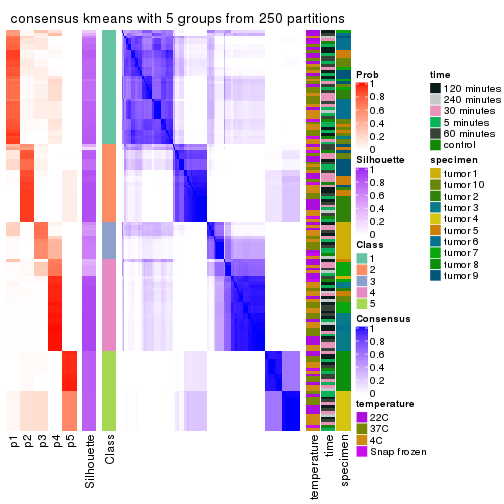 consensus kmeans with 5 groups from 250 partitions
Prob
1
0.8
0.6
0.4
0.2
0
Silhouette
1
0.8
0.6
0.4
0.2
0
Class
1
2
3
4
5
Consensus
1
0.8
0.6
0.4
0.2
0
temperature
22C
37C
4C
Snap frozen
time
120 minutes
240 minutes
30 minutes
5 minutes
60 minutes
control
specimen
tumor 1
tumor 10
tumor 2
tumor 3
tumor 4
tumor 5
tumor 6
tumor 7
tumor 8
tumor 9
p1
p2
p3
p4
p5
Silhouette
Class
temperature
time
specimen